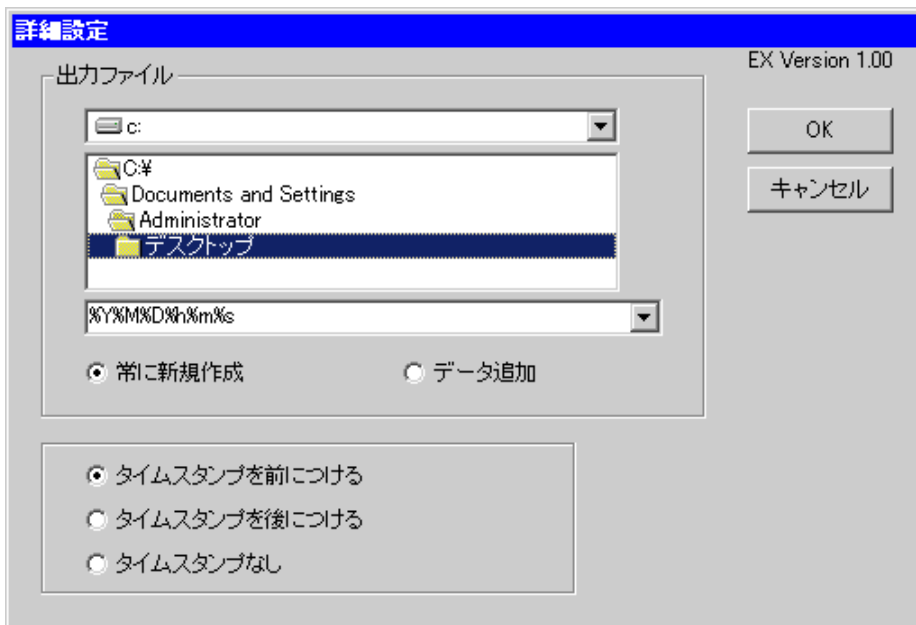 詳細設定
EX Version 1.00
出力ファイル
c:
OK
C:¥
キャンセル
Documents and Settings
Administrator
デスクトップ
%Y%M%D%h%m%s
常に新規作成
データ追加
タイムスタンプを前につける
タイムスタンプを後につける
タイムスタンプなし